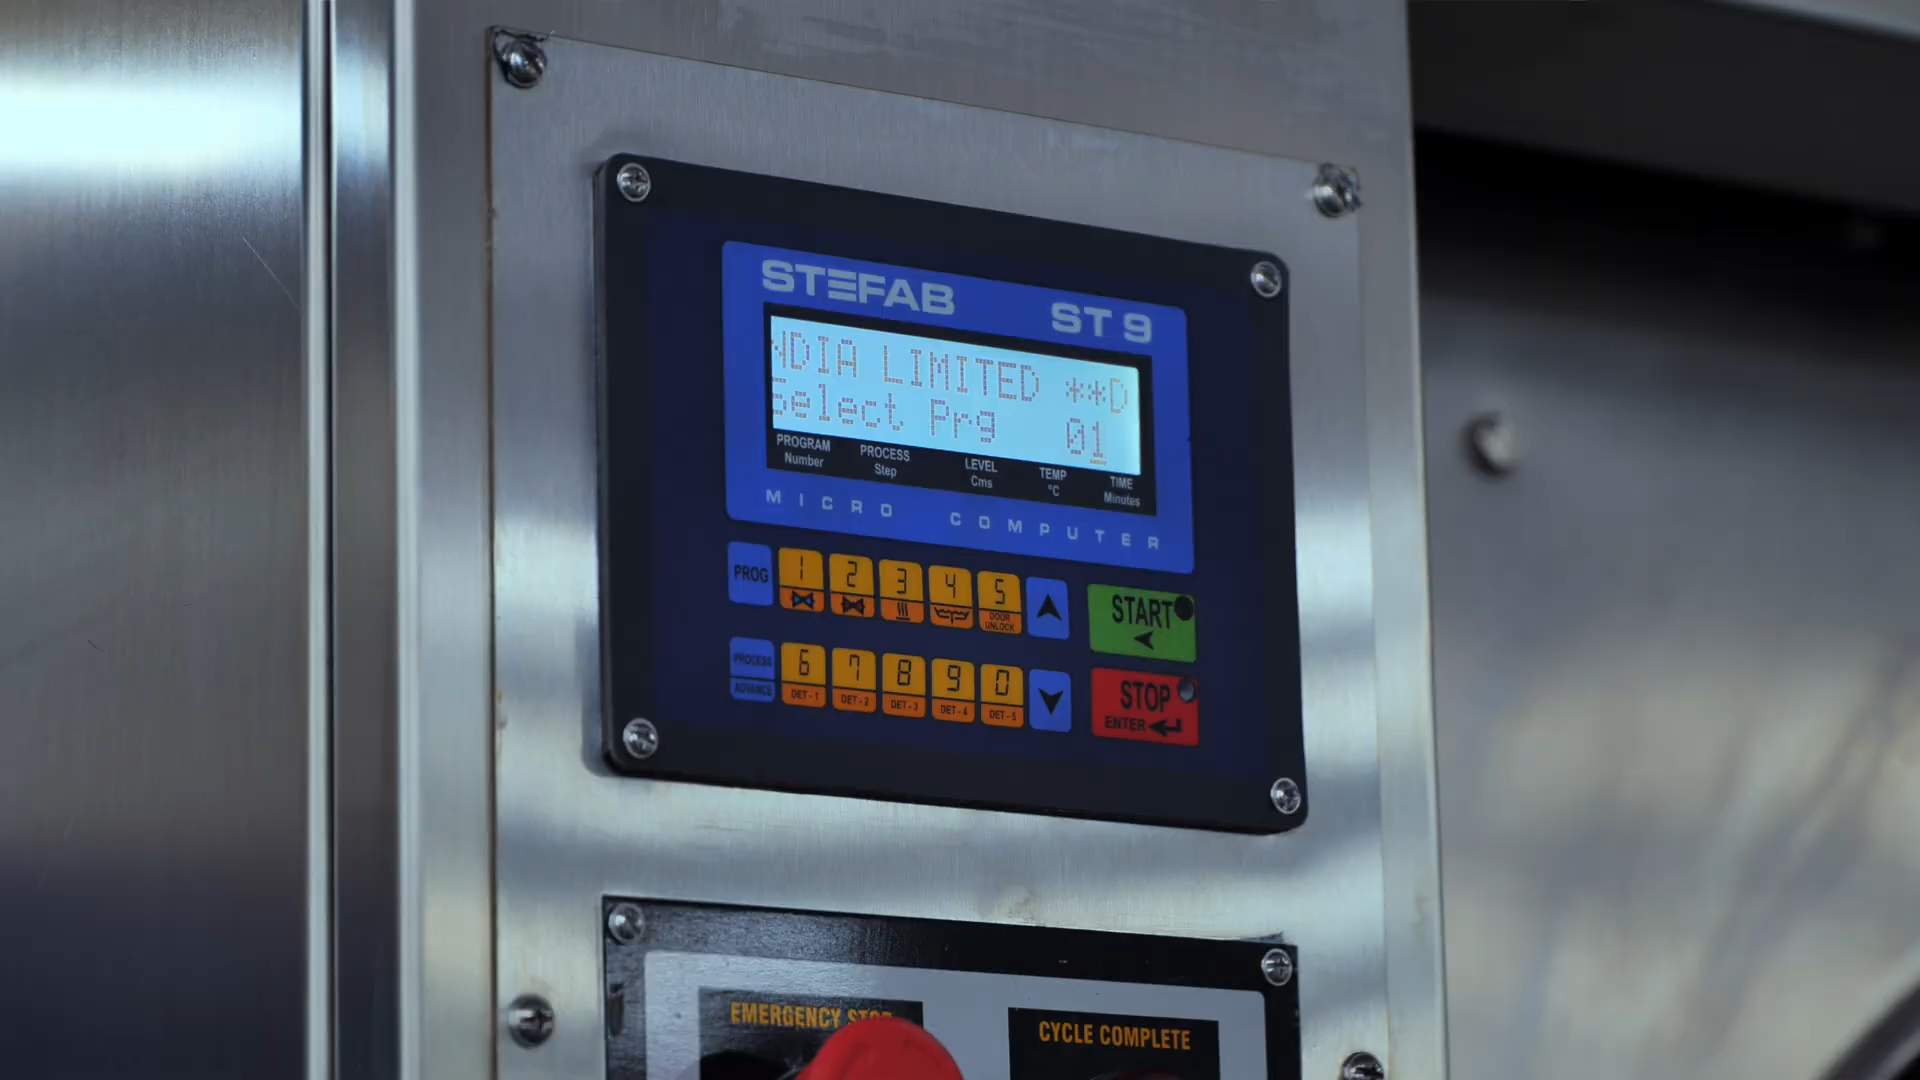 STEFAB ST 9
NDIA LIMITED **D
Select Prg 01
PROGRAM Number
PROCESS Step
LEVEL Cms
TEMP °C
TIME Minutes
MICRO COMPUTER
PROG 1 2 3 4 5
DOOR UNLOCK
START
PROCESS ADVANCE
6 7 8 9 0
DET-1 DET-2 DET-3 DET-4 DET-5
STOP
ENTER
EMERGENCY STOP
CYCLE COMPLETE